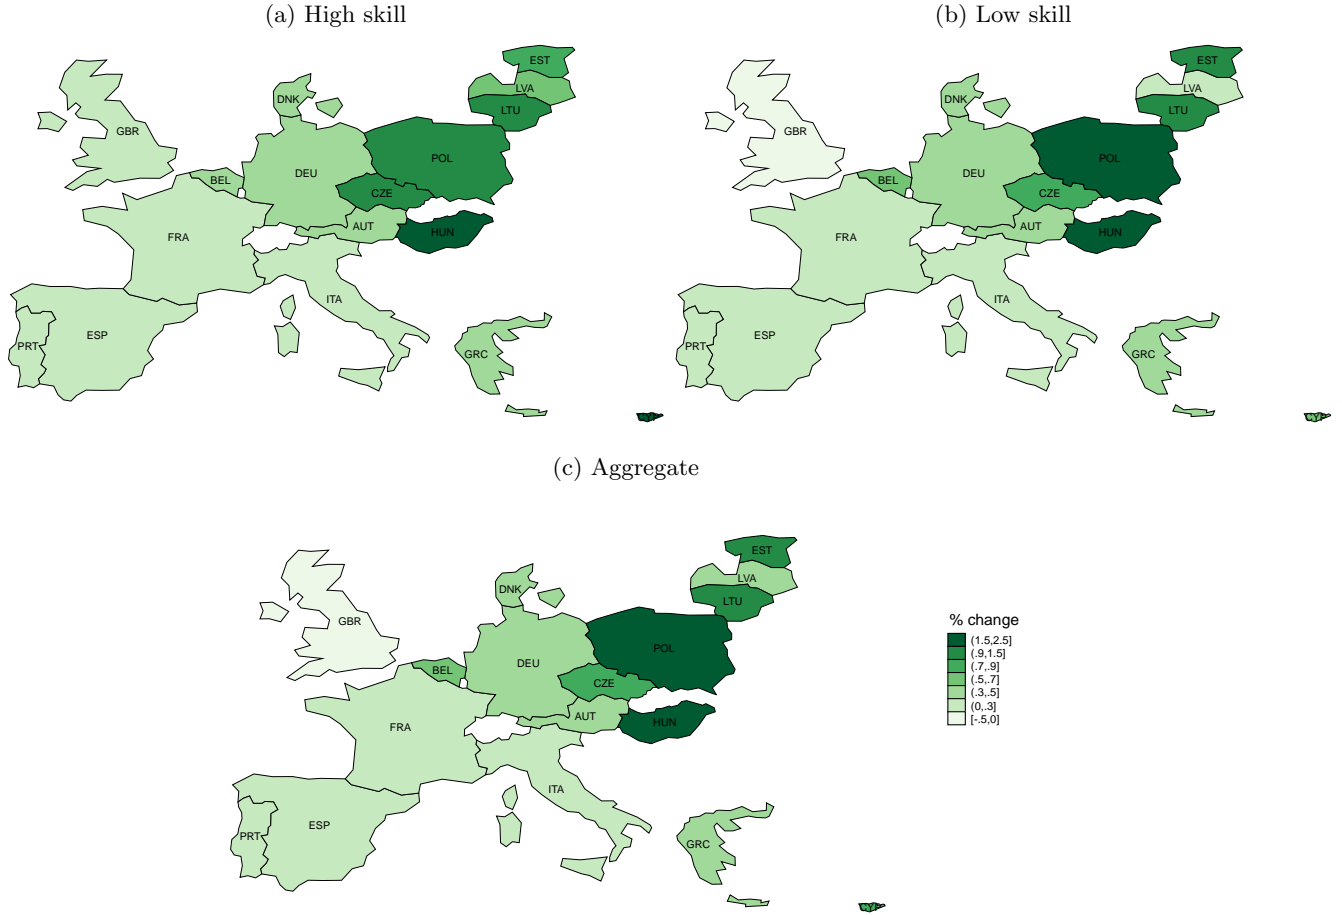 (a) High skill
(b) Low skill
EST
LVA
LTU
DNK
GBR
POL
BEL
DEU
CZE
AUT
HUN
FRA
ITA
ESP
PRT
GRC
EST
LVA
LTU
DNK
GBR
POL
BEL
DEU
CZE
AUT
HUN
FRA
ITA
ESP
PRT
GRC
(c) Aggregate
EST
LVA
LTU
DNK
GBR
POL
BEL
DEU
CZE
AUT
HUN
FRA
ITA
ESP
PRT
GRC
% change
(1.5,2.5]
(.9,1.5]
(.7,.9]
(.5,.7]
(.3,.5]
(0,.3]
[-.5,0]